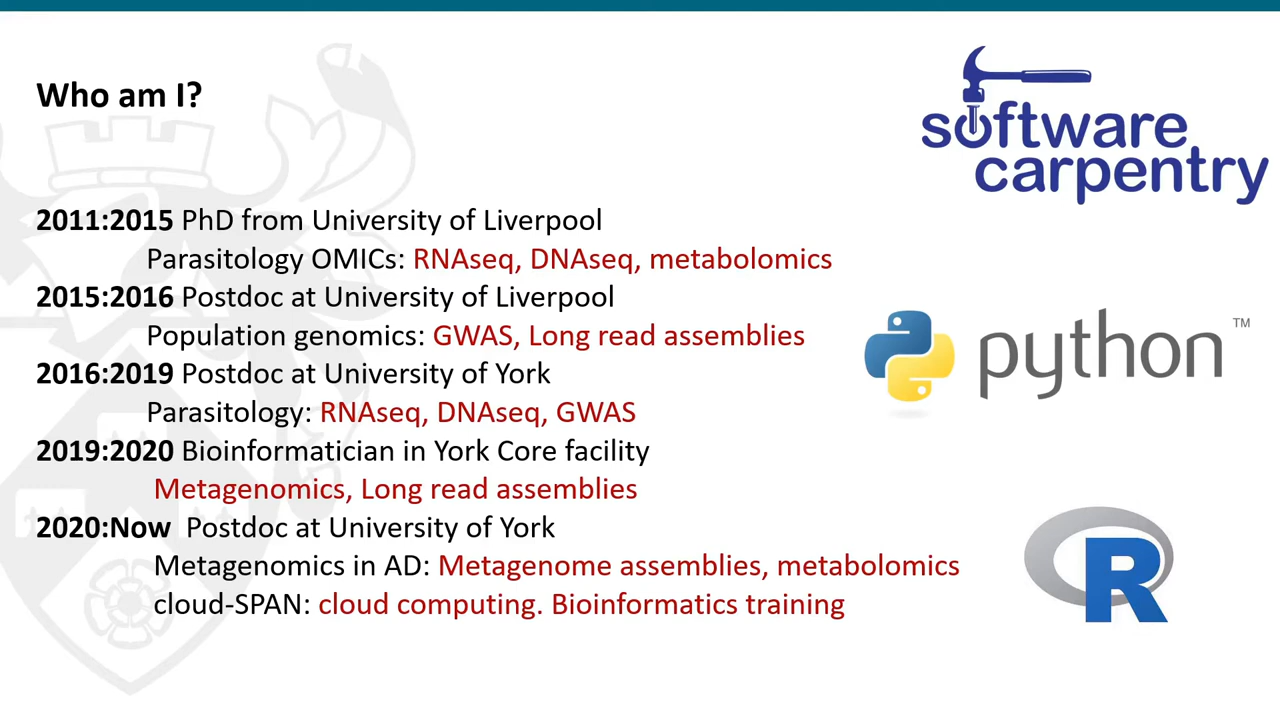 Who am I?
software
carpentry
2011:2015 PhD from University of Liverpool
Parasitology OMICs: RNAseq, DNAseq, metabolomics
2015:2016 Postdoc at University of Liverpool
Population genomics: GWAS, Long read assemblies
2016:2019 Postdoc at University of York
Parasitology: RNAseq, DNAseq, GWAS
python TM
2019:2020 Bioinformatician in York Core facility
Metagenomics, Long read assemblies
2020:Now Postdoc at University of York
Metagenomics in AD: Metagenome assemblies, metabolomics
cloud-SPAN: cloud computing. Bioinformatics training
R